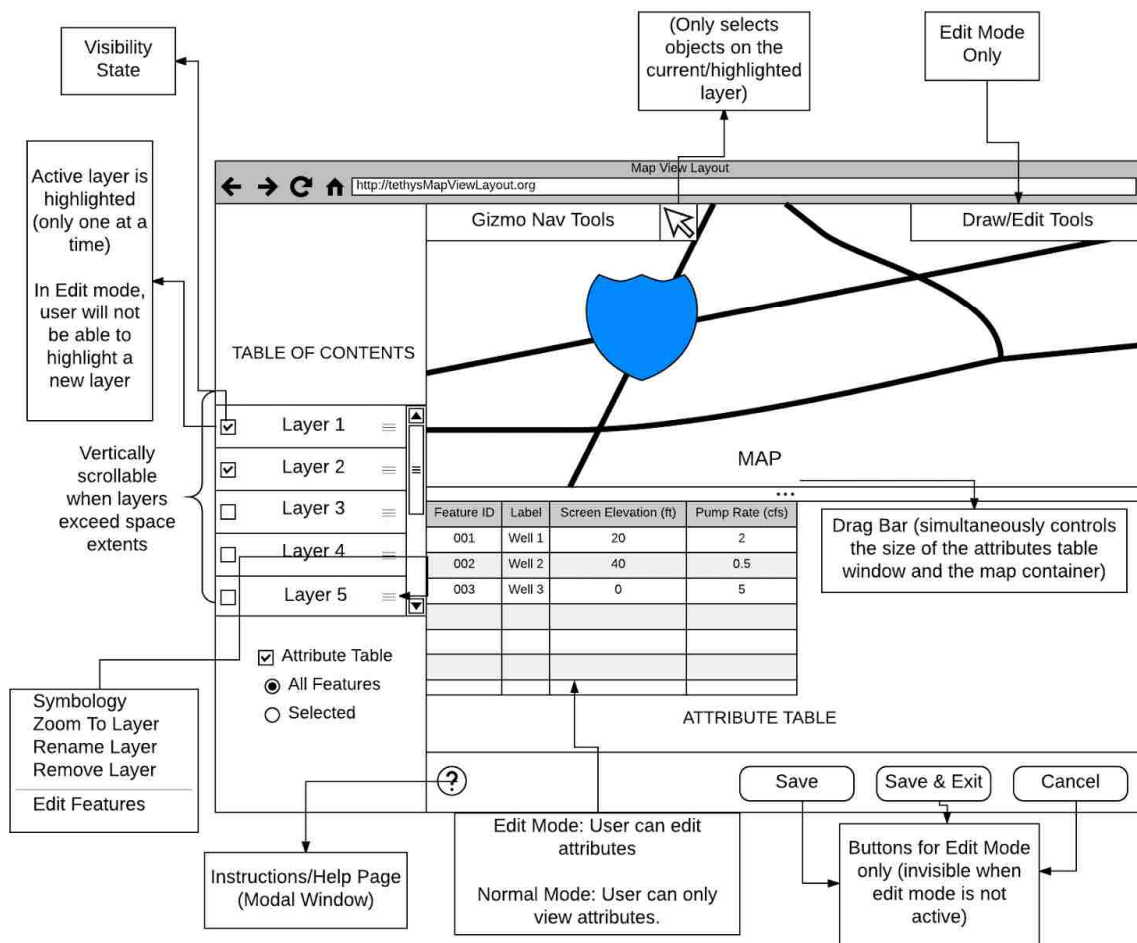 Visibility
State
(Only selects
objects on the
current/highlighted
layer)
Edit Mode
Only
Active layer is
highlighted
(only one at a
time)
In Edit mode,
user will not
be able to
highlight a
new layer
Map View Layout
http://tethysMapViewLayout.org
Gizmo Nav Tools
Draw/Edit Tools
TABLE OF CONTENTS
Layer 1
Layer 2
Layer 3
Layer 4
Layer 5
Vertically
scrollable
when layers
exceed space
extents
MAP
...
Feature ID Label Screen Elevation (ft) Pump Rate (cfs)
001 Well 1 20 2
002 Well 2 40 0.5
003 Well 3 0 5
Drag Bar (simultaneously controls
the size of the attributes table
window and the map container)
Attribute Table
All Features
Selected
ATTRIBUTE TABLE
Symbology
Zoom To Layer
Rename Layer
Remove Layer
Edit Features
?
Save
Save & Exit
Cancel
Instructions/Help Page
(Modal Window)
Edit Mode: User can edit
attributes
Normal Mode: User can only
view attributes.
Buttons for Edit Mode
only (invisible when
edit mode is not
active)